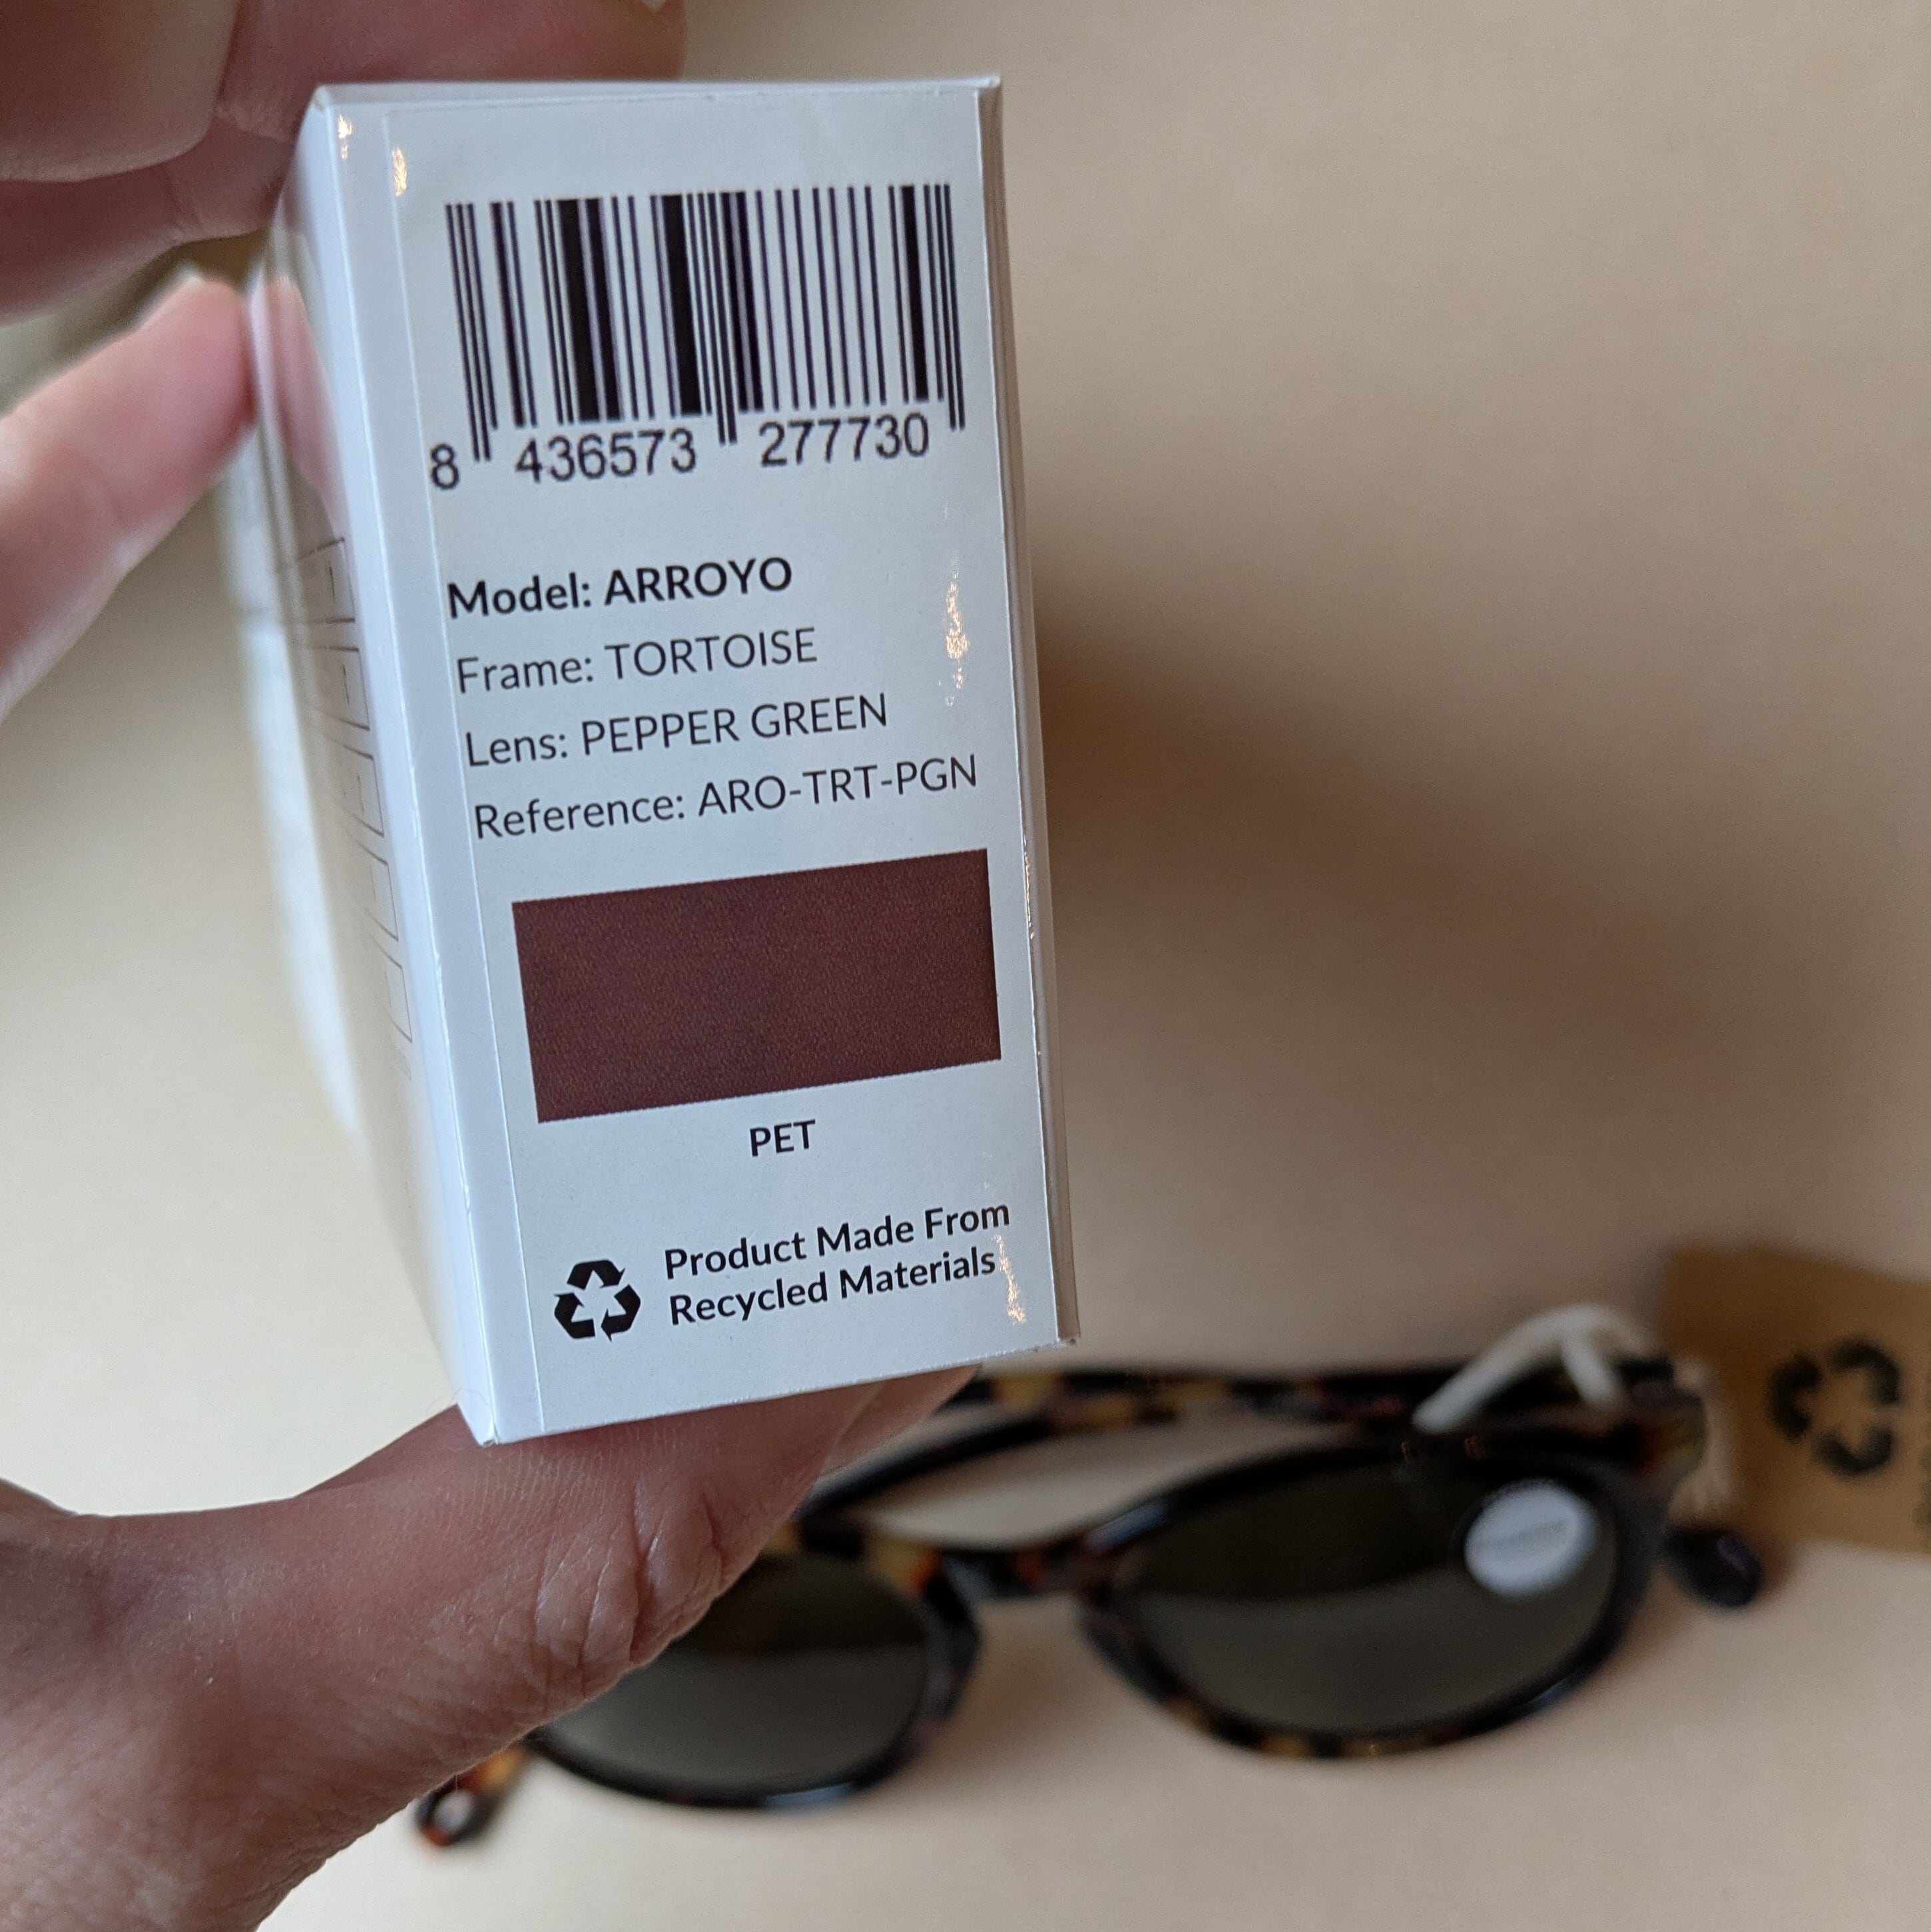 8 436573 277730
Model: ARROYO
Frame: TORTOISE
Lens: PEPPER GREEN
Reference: ARO-TRT-PGN
PET
Product Made From
Recycled Materials